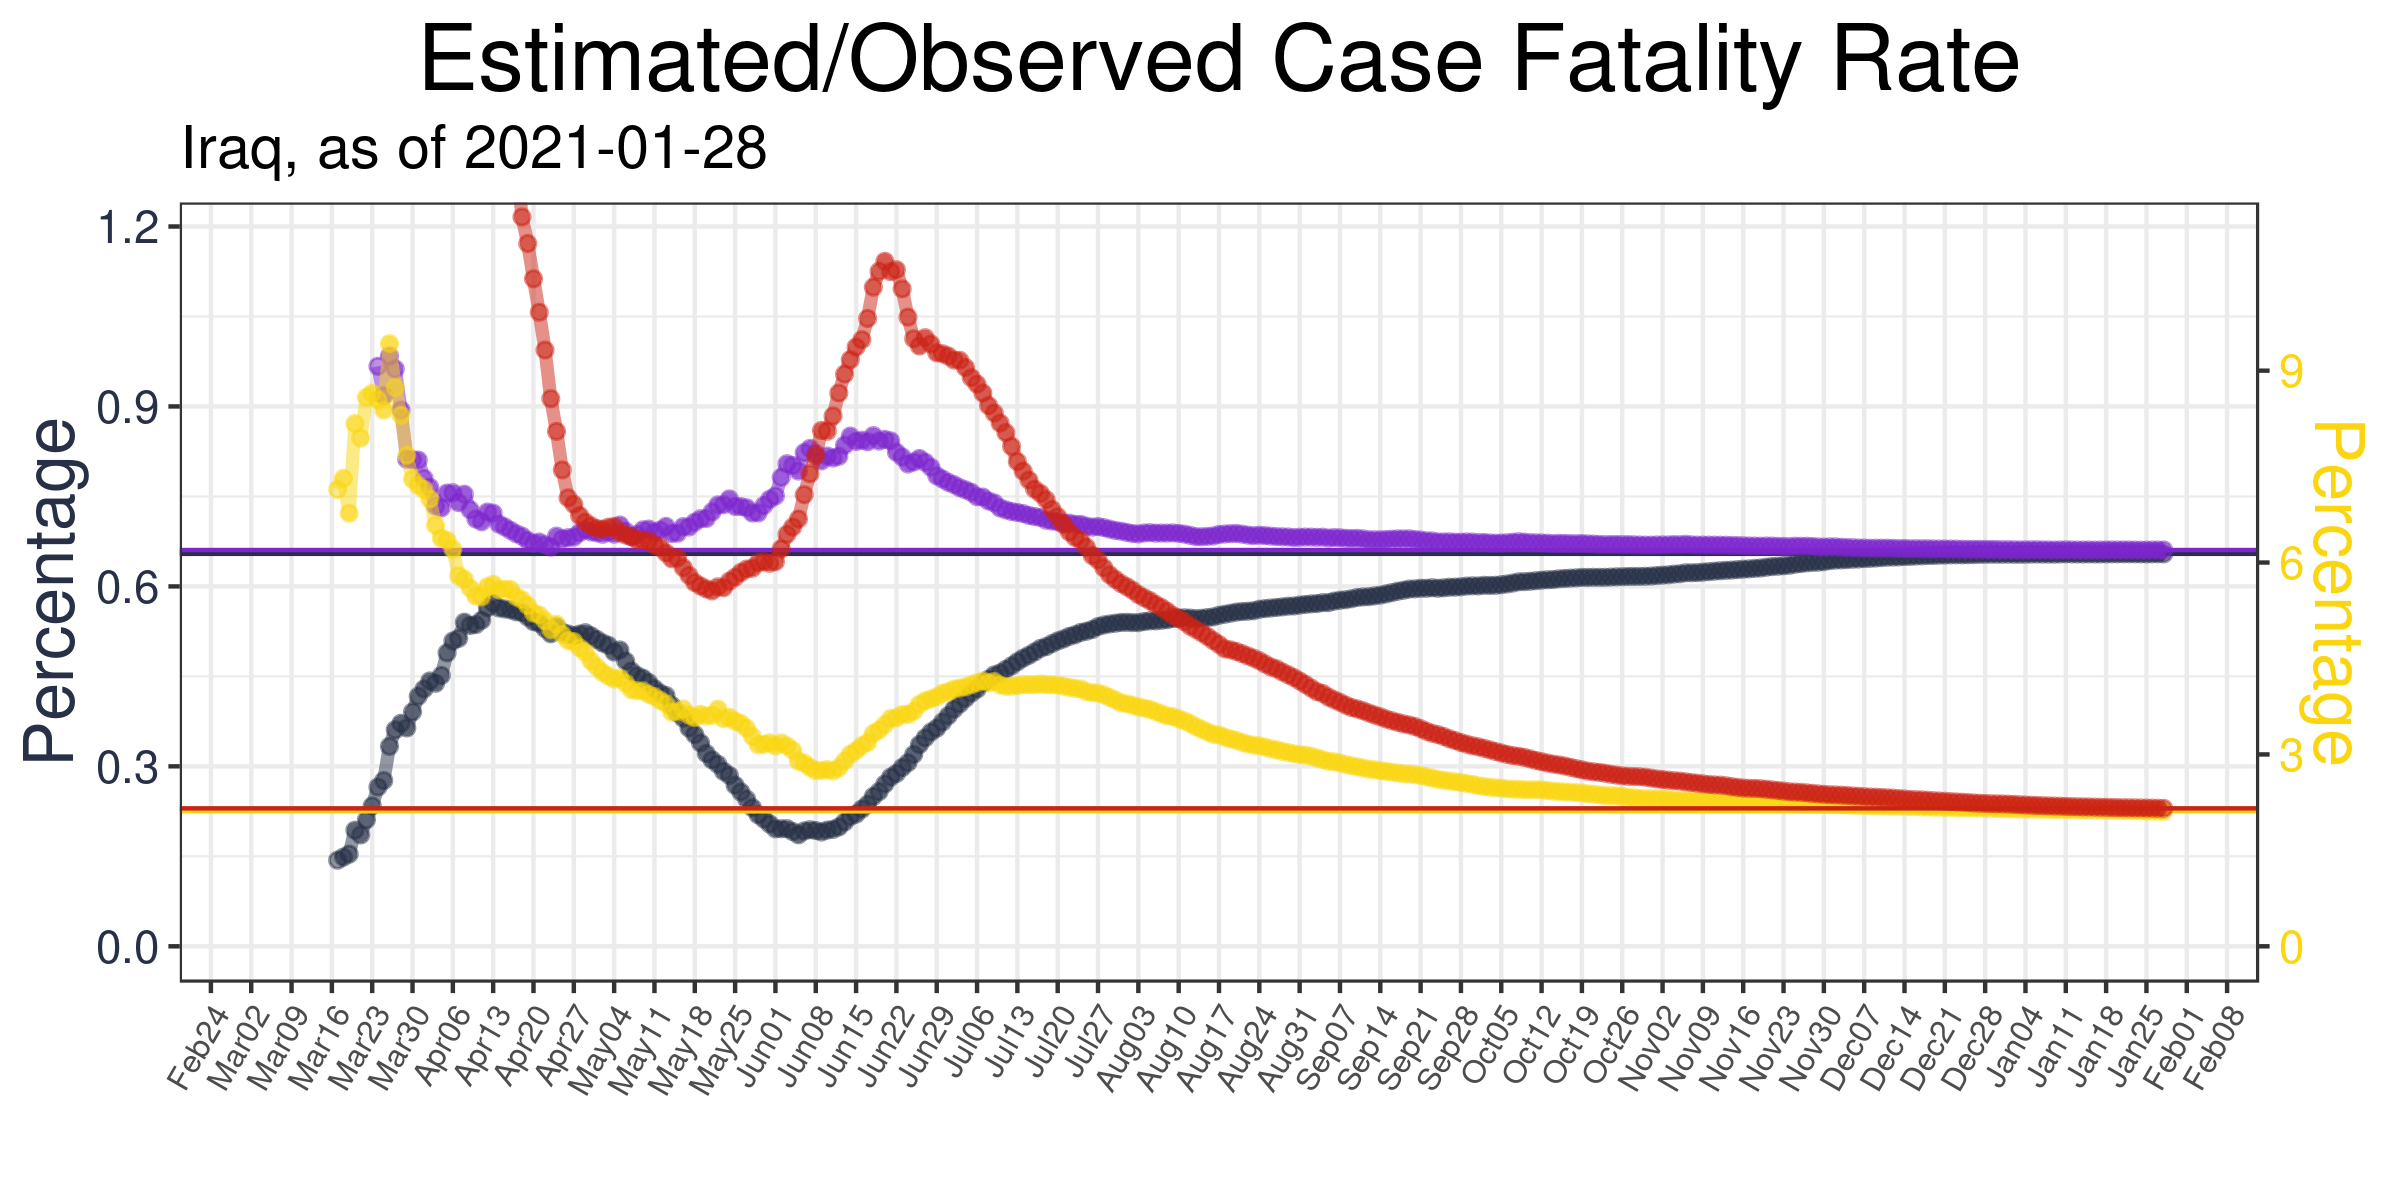 Estimated/Observed Case Fatality Rate
Iraq, as of 2021-01-28
Percentage
1.2
0.9
0.6
0.3
0.0
9
6
3
0
Percentage
Feb24
Mar02
Mar09
Mar16
Mar23
Mar30
Apr06
Apr13
Apr20
Apr27
May04
May11
May18
May25
Jun01
Jun08
Jun15
Jun22
Jun29
Jul06
Jul13
Jul20
Jul27
Aug03
Aug10
Aug17
Aug24
Aug31
Sep07
Sep14
Sep21
Sep28
Oct05
Oct12
Oct19
Oct26
Nov02
Nov09
Nov16
Nov23
Nov30
Dec07
Dec14
Dec21
Dec28
Jan04
Jan11
Jan18
Jan25
Feb01
Feb08